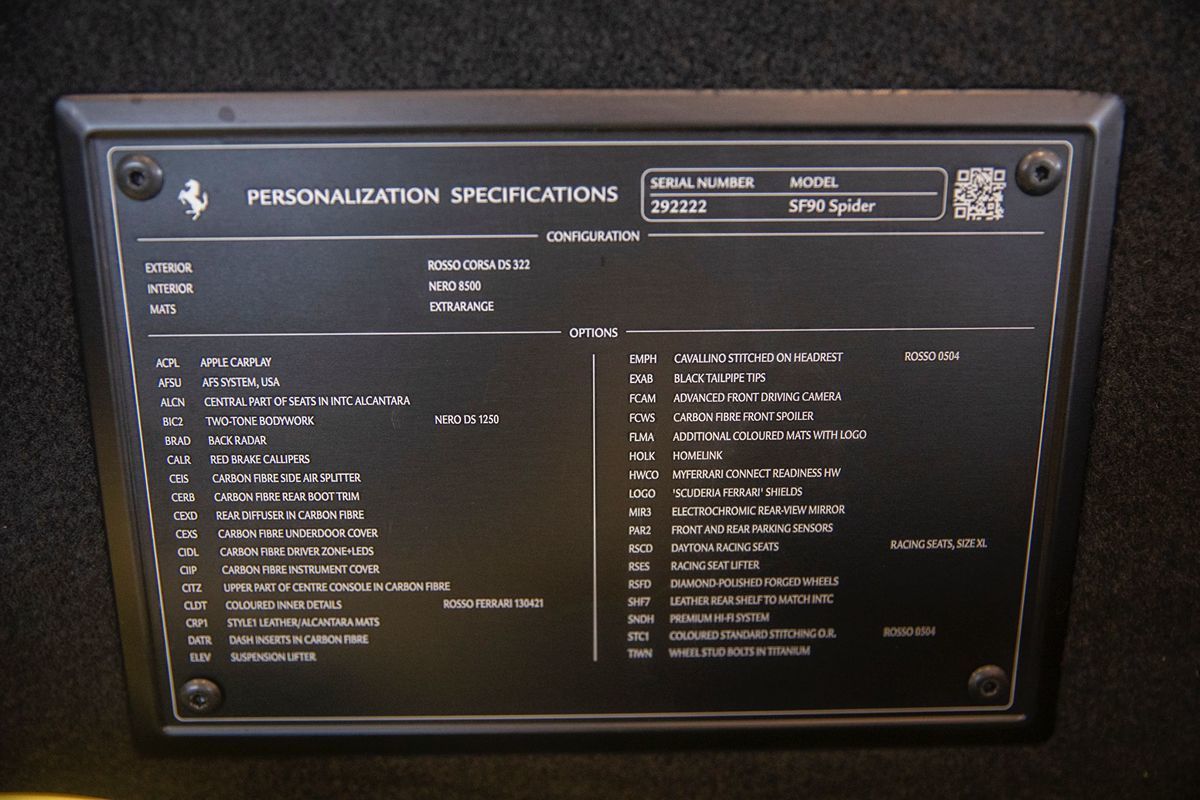 PERSONALIZATION SPECIFICATIONS
SERIAL NUMBER MODEL
292222 SF90 Spider
CONFIGURATION
EXTERIOR ROSSO CORSA DS 322
INTERIOR NERO 8500
MATS EXTRARANGE
OPTIONS
ACPL APPLE CARPLAY
AFSU AFS SYSTEM, USA
ALCN CENTRAL PART OF SEATS IN INTC ALCANTARA
BIC2 TWO-TONE BODYWORK NERO DS 1250
BRAD BACK RADAR
CALR RED BRAKE CALLIPERS
CEIS CARBON FIBRE SIDE AIR SPLITTER
CERB CARBON FIBRE REAR BOOT TRIM
CEXD REAR DIFFUSER IN CARBON FIBRE
CEXS CARBON FIBRE UNDERDOOR COVER
CIDL CARBON FIBRE DRIVER ZONE+LEDS
CIIP CARBON FIBRE INSTRUMENT COVER
CITZ UPPER PART OF CENTRE CONSOLE IN CARBON FIBRE
CLDT COLOURED INNER DETAILS ROSSO FERRARI 130421
CRP1 STYLE1 LEATHER/ALCANTARA MATS
DATR DASH INSERTS IN CARBON FIBRE
ELEV SUSPENSION LIFTER
EMPH CAVALLINO STITCHED ON HEADREST ROSSO 0504
EXAB BLACK TAILPIPE TIPS
FCAM ADVANCED FRONT DRIVING CAMERA
FCWS CARBON FIBRE FRONT SPOILER
FLMA ADDITIONAL COLOURED MATS WITH LOGO
HOLK HOMELINK
HWCO MYFERRARI CONNECT READINESS HW
LOGO 'SCUDERIA FERRARI' SHIELDS
MIR3 ELECTROCHROMIC REAR-VIEW MIRROR
PAR2 FRONT AND REAR PARKING SENSORS
RSCD DAYTONA RACING SEATS RACING SEATS, SIZE XL
RSES RACING SEAT LIFTER
RSFD DIAMOND-POLISHED FORGED WHEELS
SHF7 LEATHER REAR SHELF TO MATCH INTC
SNDH PREMIUM HI-FI SYSTEM
STC1 COLOURED STANDARD STITCHING O.R. ROSSO 0504
TIWN WHEEL STUD BOLTS IN TITANIUM